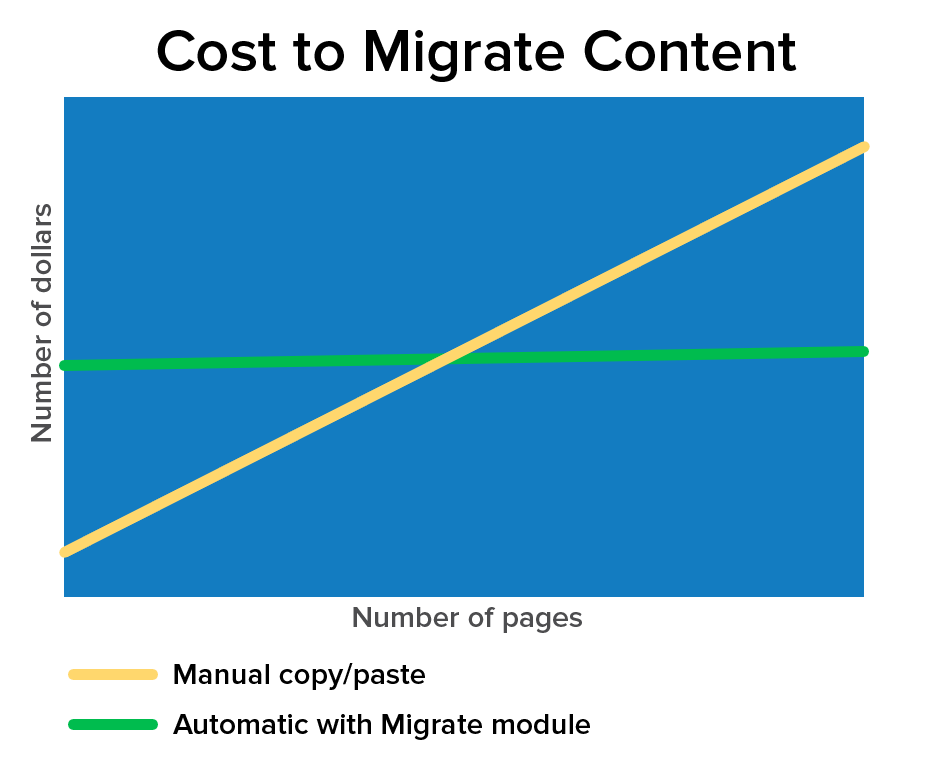 Cost to Migrate Content
Number of dollars
Number of pages
Manual copy/paste
Automatic with Migrate module